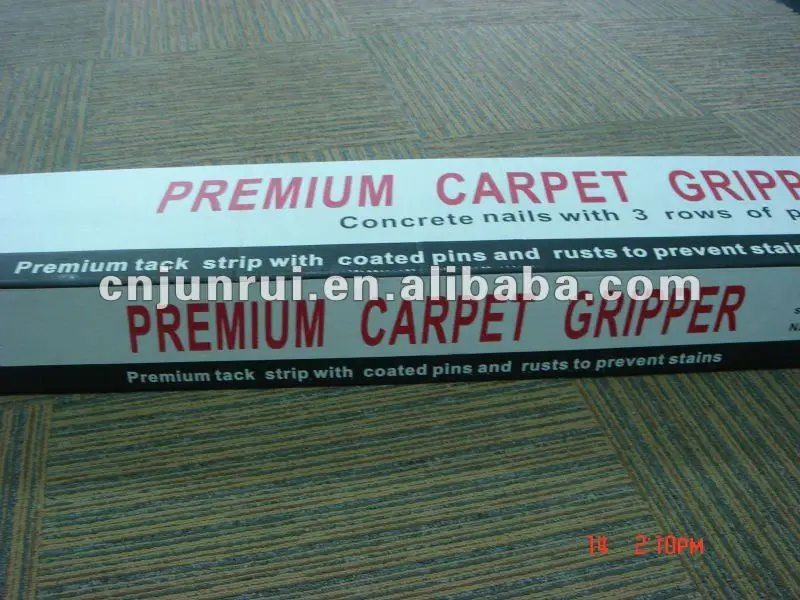 PREMIUM CARPET
Concrete nails with 3 rows of
Premium tack strip with coated pins and rusts to prevent
cnjunrui.en.alibaba.com
PREMIUM CARPET GRIPPER
Premium tack strip with coated pins and rusts to prevent stains
14 2:10PM